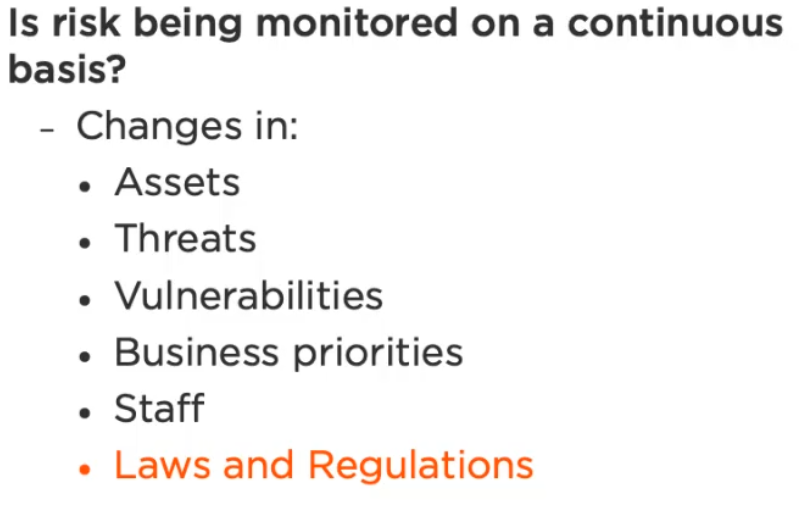 Is risk being monitored on a continuous
basis?
- Changes in:
• Assets
• Threats
• Vulnerabilities
• Business priorities
• Staff
• Laws and Regulations